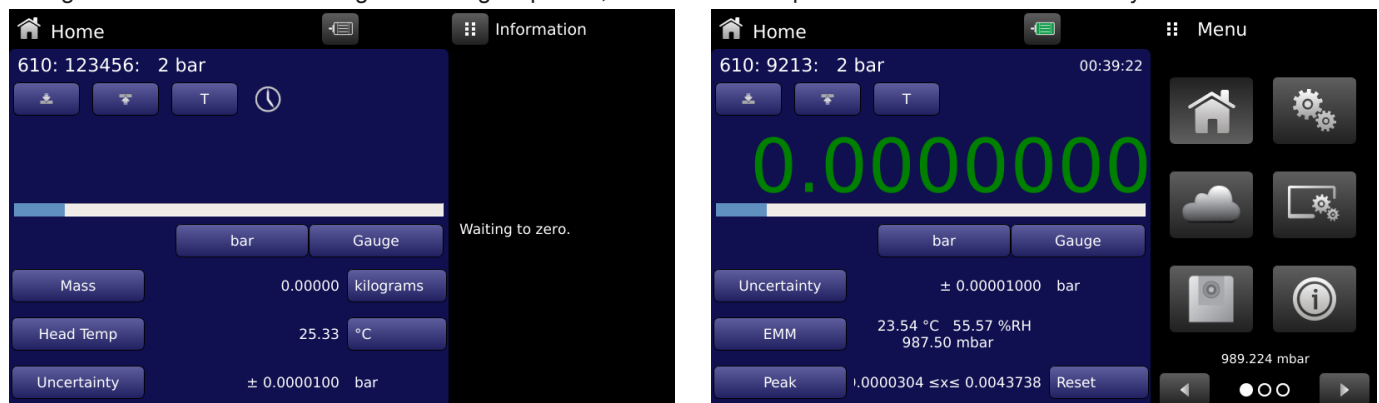 Home
Information
610: 123456: 2 bar
T
Waiting to zero.
bar Gauge
Mass 0.00000 kilograms
Head Temp 25.33 °C
Uncertainty ± 0.0000100 bar
Home
Menu
610: 9213: 2 bar 00:39:22
T
0.0000000
bar Gauge
Uncertainty ± 0.00001000 bar
EMM 23.54 °C 55.57 %RH
987.50 mbar
989.224 mbar
Peak .0000304 ≤x≤ 0.0043738 Reset